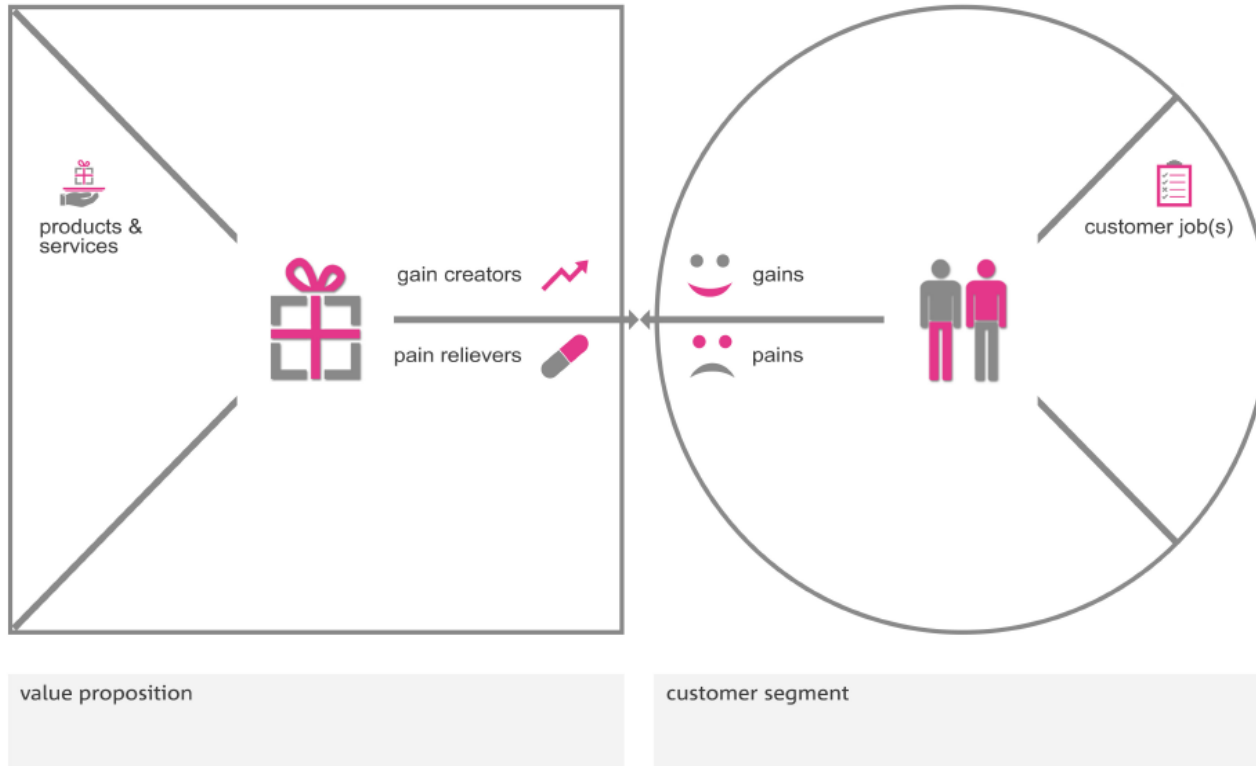 products &
services
gain creators
pain relievers
gains
pains
customer job(s)
value proposition
customer segment